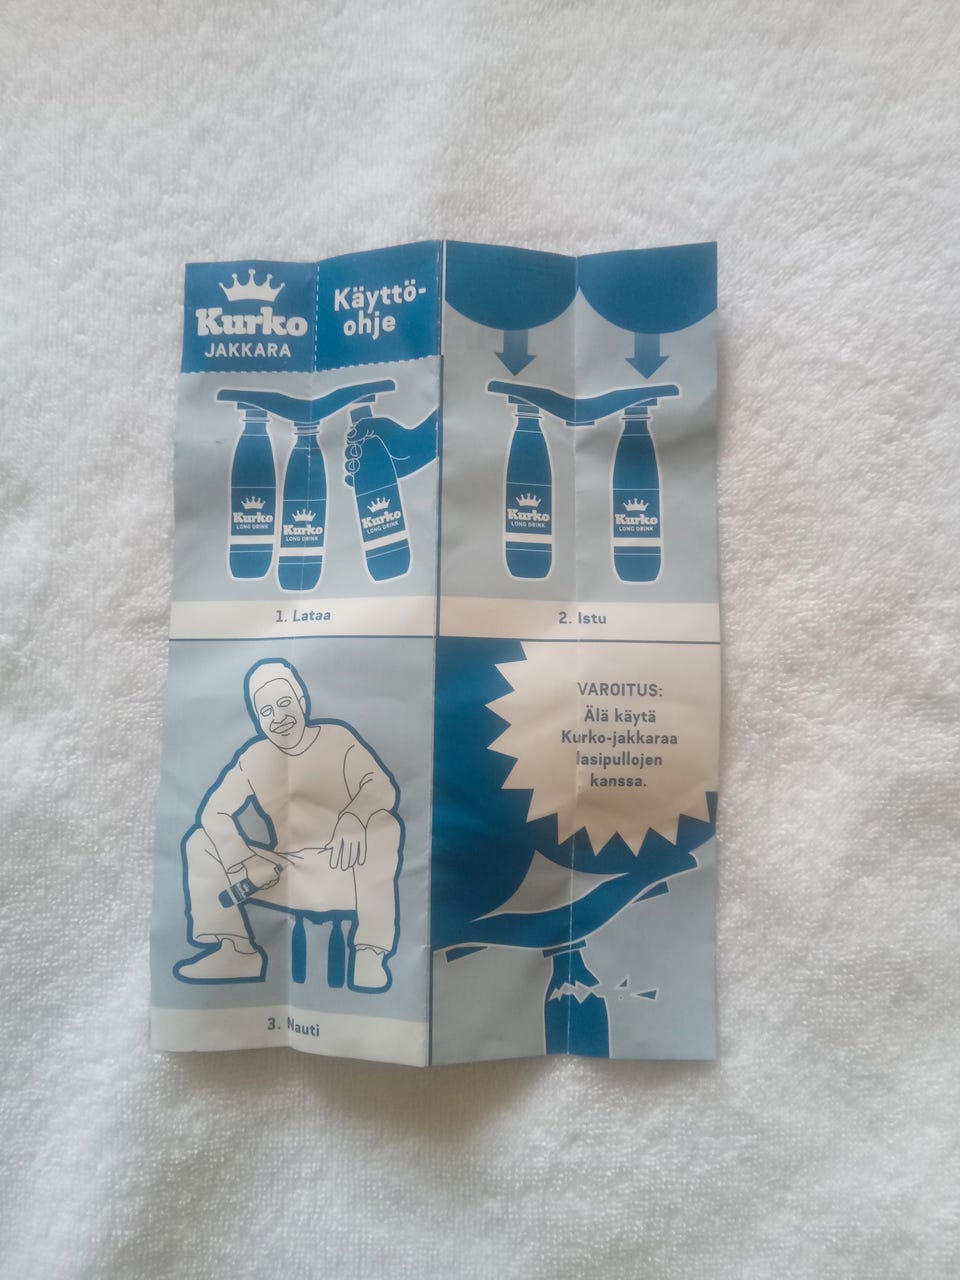 Kurko
JAKKARA
Käyttö-
ohje
Kurko
LONG DRINK
Kurko
LONG DRINK
Kurko
LONG DRINK
1. Lataa
Kurko
LONG DRINK
Kurko
LONG DRINK
2. Istu
Kurko
3. Nauti
VAROITUS:
Älä käytä
Kurko-jakkaraa
lasipullojen
kanssa.